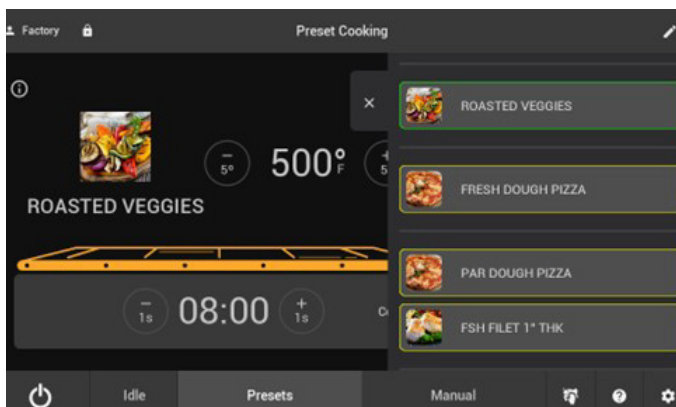 Factory
Preset Cooking
ROASTED VEGGIES
−
5°
500°F
+
5
ROASTED VEGGIES
−
1s
08:00
+
1s
FRESH DOUGH PIZZA
PAR DOUGH PIZZA
FSH FILET 1" THK
Idle
Presets
Manual